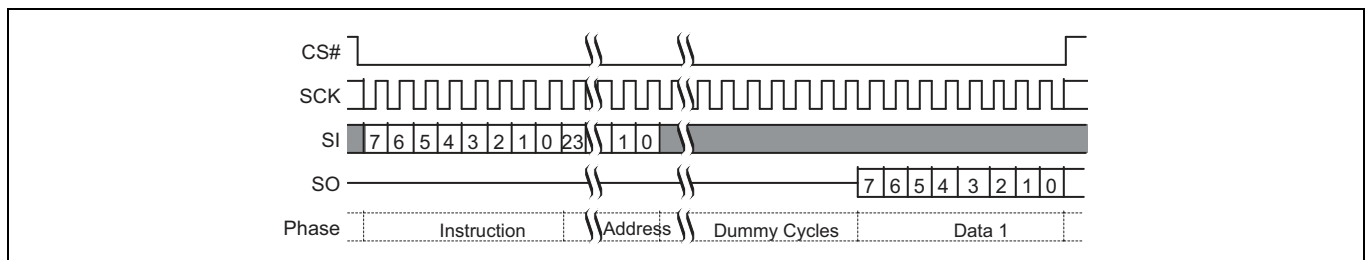 CS#
SCK
SI 7 6 5 4 3 2 1 0 23 1 0
SO 7 6 5 4 3 2 1 0
Phase Instruction Address Dummy Cycles Data 1